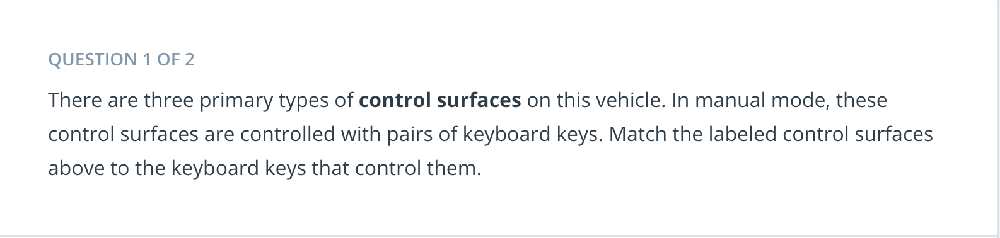 QUESTION 1 OF 2
There are three primary types of control surfaces on this vehicle. In manual mode, these
control surfaces are controlled with pairs of keyboard keys. Match the labeled control surfaces
above to the keyboard keys that control them.